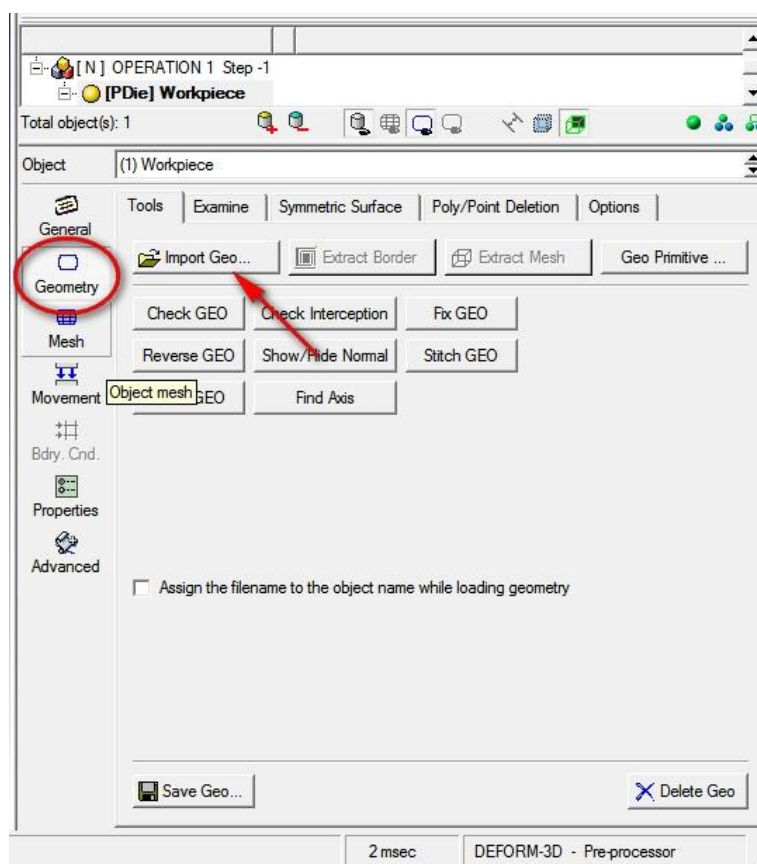 [ N ] OPERATION 1 Step -1
[PDie] Workpiece
Total object(s): 1
Object (1) Workpiece
General
Geometry
Mesh
Movement
Bdry. Cnd.
Properties
Advanced
Tools Examine Symmetric Surface Poly/Point Deletion Options
Import Geo... Extract Border Extract Mesh Geo Primitive ...
Check GEO Check Interception Fix GEO
Reverse GEO Show/Hide Normal Stitch GEO
Object mesh GEO Find Axis
Assign the filename to the object name while loading geometry
Save Geo... Delete Geo
2 msec DEFORM-3D - Pre-processor